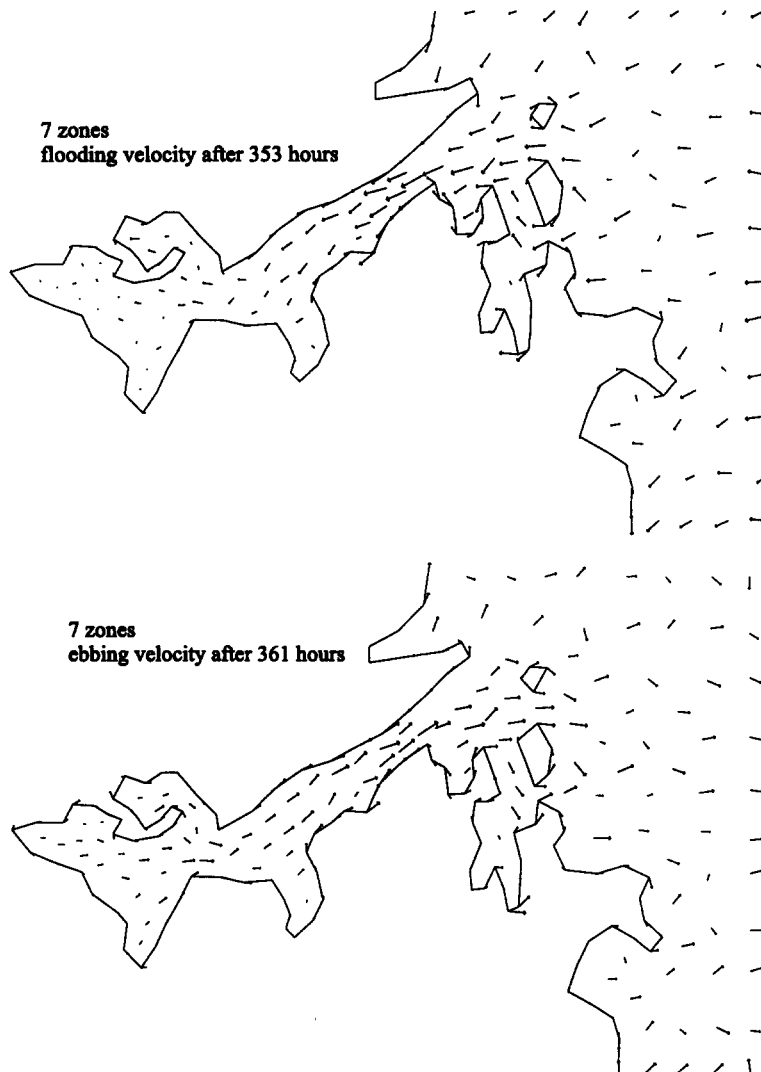 7 zones
flooding velocity after 353 hours
7 zones
ebbing velocity after 361 hours